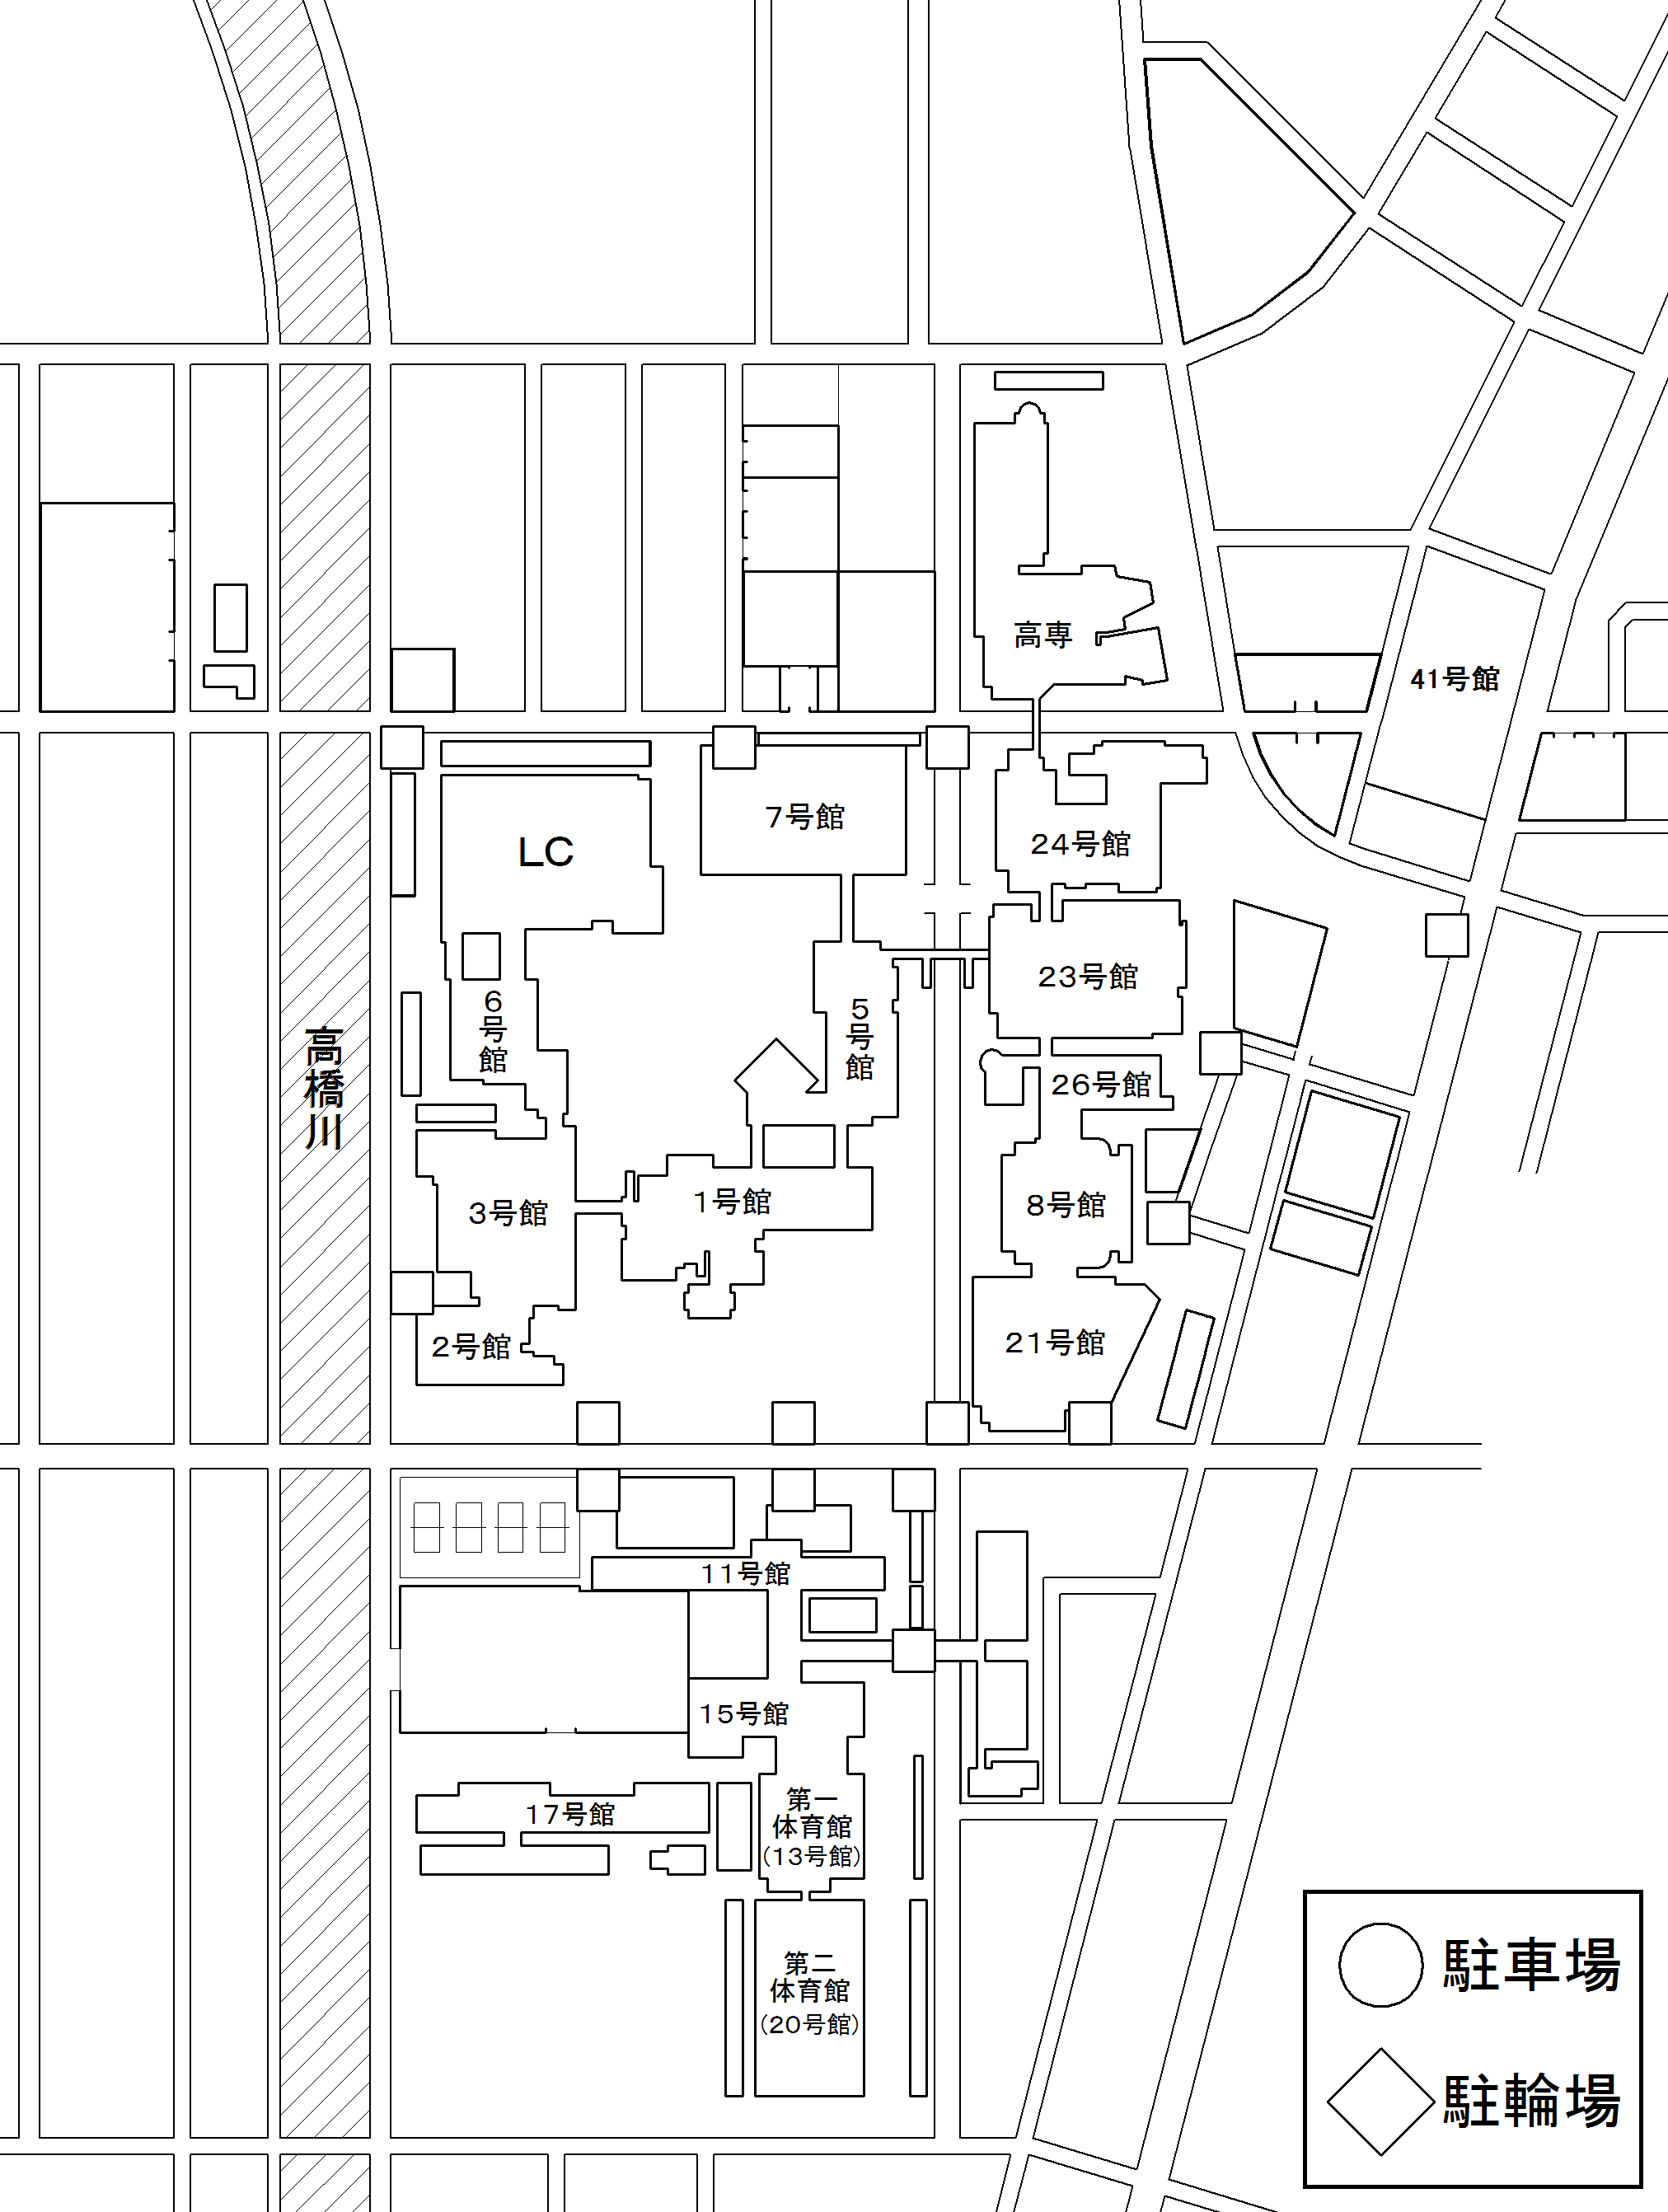 高専
41号館
7号館
LC
24号館
23号館
6号館
5号館
高橋川
26号館
3号館
1号館
8号館
2号館
21号館
11号館
15号館
17号館
第一
体育館
(13号館)
第二
体育館
(20号館)
駐車場
駐輪場